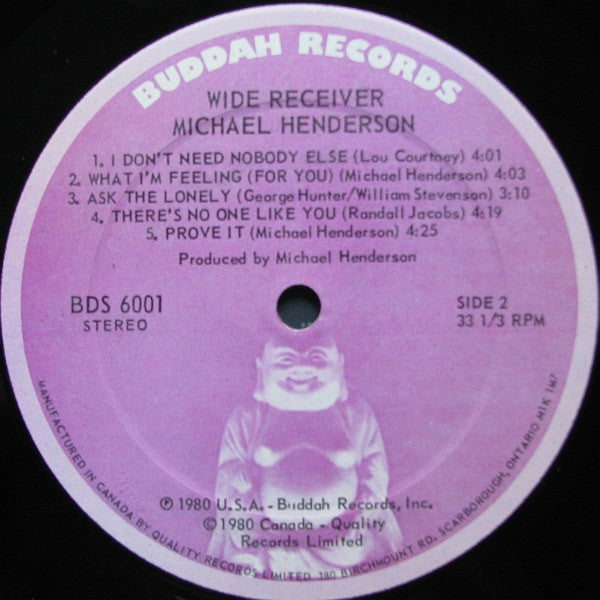 BUDDAH RECORDS
WIDE RECEIVER
MICHAEL HENDERSON
1. I DON'T NEED NOBODY ELSE (Lou Courtney) 4:01
2. WHAT I'M FEELING (FOR YOU) (Michael Henderson) 4:03
3. ASK THE LONELY (George Hunter/William Stevenson) 3:10
4. THERE'S NO ONE LIKE YOU (Randall Jacobs) 4:19
5. PROVE IT (Michael Henderson) 4:25
Produced by Michael Henderson
BDS 6001
STEREO
SIDE 2
33 1/3 RPM
℗ 1980 U.S.A. - Buddah Records, Inc.
© 1980 Canada - Quality
Records Limited
MANUFACTURED IN CANADA BY QUALITY RECORDS LIMITED 380 BIRCHMOUNT RD, SCARBOROUGH, ONTARIO M1K 1M7